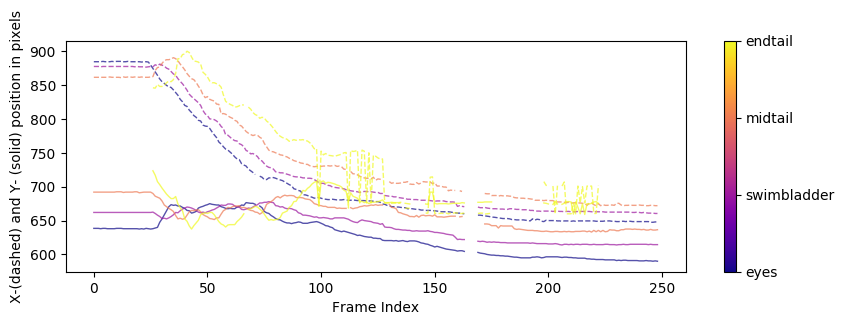 X-(dashed) and Y- (solid) position in pixels
900
850
800
750
700
650
600
0
50
100
150
200
250
Frame Index
endtail
midtail
swimbladder
eyes